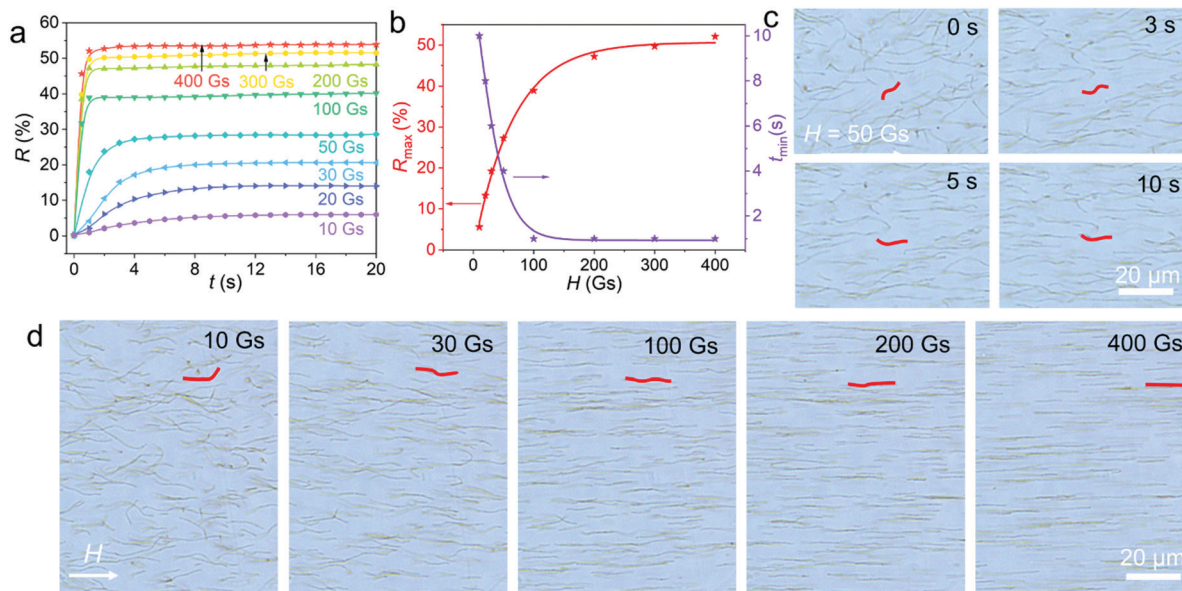 a
60
50
40
30
20
10
0
R (%)
400 Gs
300 Gs
200 Gs
100 Gs
50 Gs
30 Gs
20 Gs
10 Gs
0 4 8 12 16 20
t (s)
b
50
40
30
20
10
0
Rmax (%)
10
8
6
4
2
tmin(s)
0 100 200 300 400
H (Gs)
c
0 s
H = 50 Gs
3 s
5 s
10 s
20 µm
d
10 Gs
H
30 Gs
100 Gs
200 Gs
400 Gs
20 µm